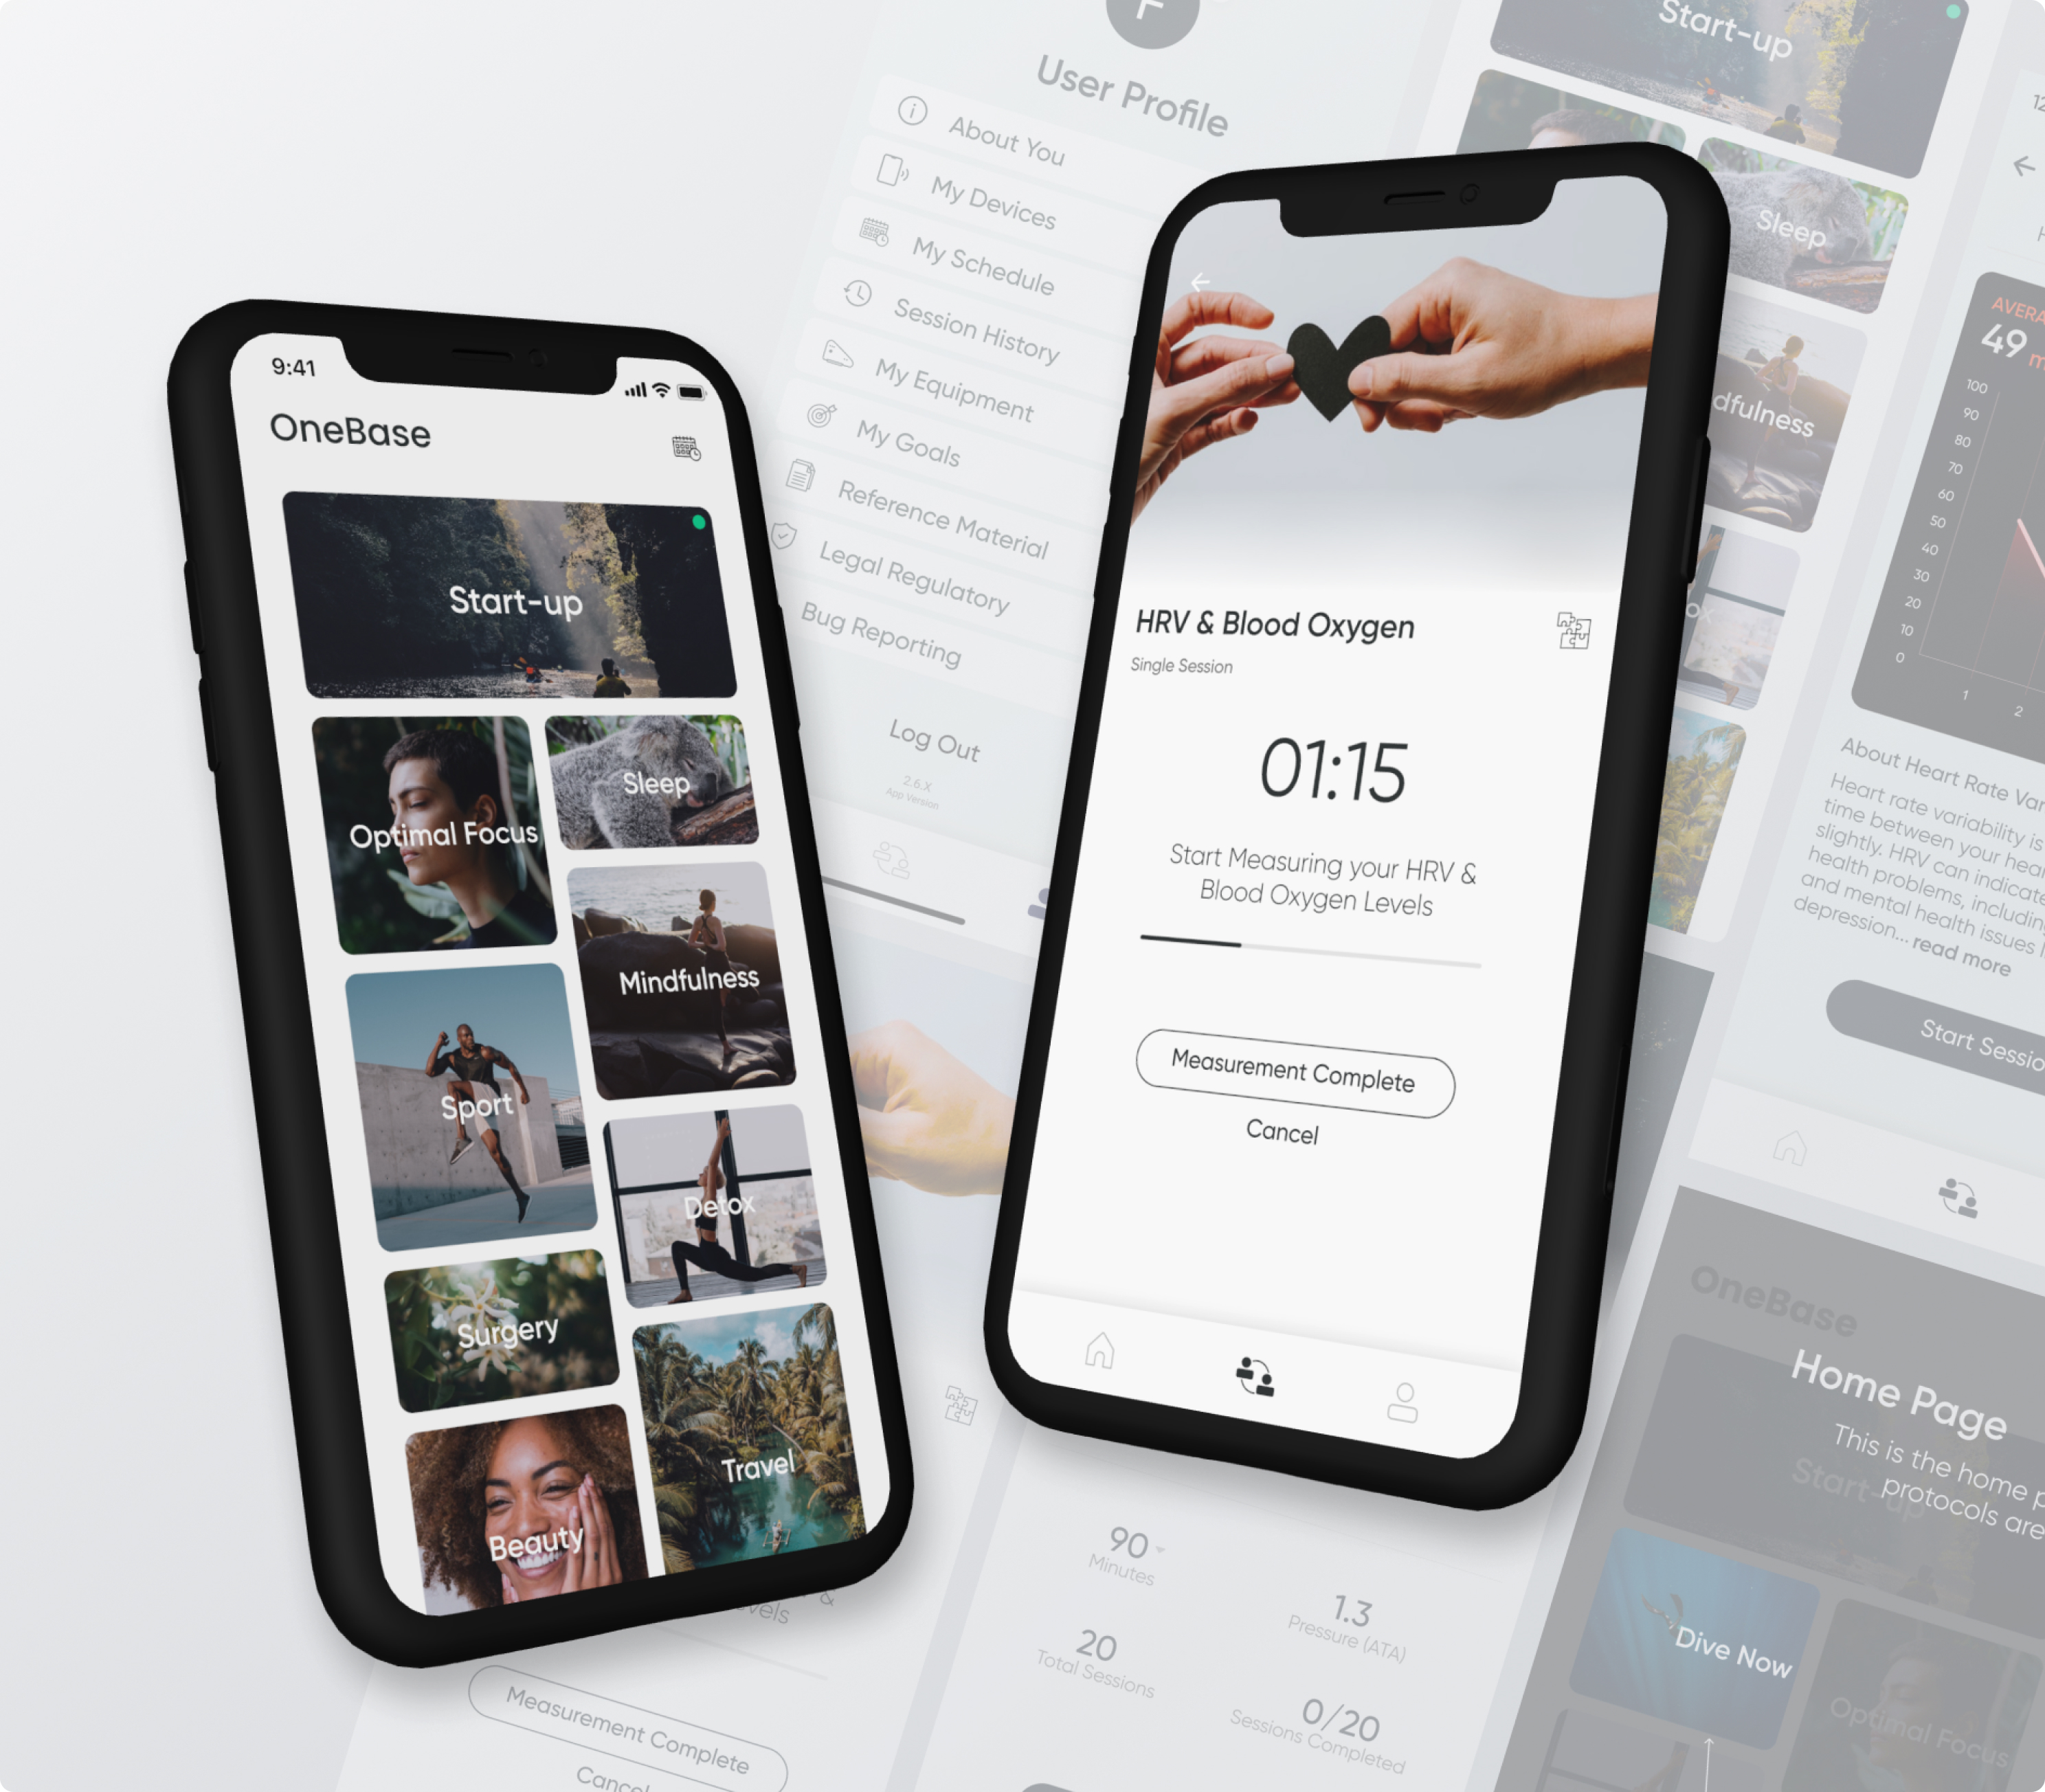 User Profile
About You
My Devices
My Schedule
Session History
My Equipment
My Goals
Reference Material
Legal Regulatory
Bug Reporting
Log Out
2.6.X
App Version
9:41
OneBase
Start-up
Optimal Focus
Sleep
Mindfulness
Sport
Detox
Surgery
Travel
Beauty
HRV & Blood Oxygen
Single Session
01:15
Start Measuring your HRV &
Blood Oxygen Levels
Measurement Complete
Cancel
Start-up
Sleep
dfulness
12
AVERA
49 m
100
90
80
70
60
50
40
30
20
10
0
1
2
About Heart Rate Var
Heart rate variability is
time between your hear
slightly. HRV can indicate
health problems, including
and mental health issues l
depression... read more
Start Sessio
OneBase
Home Page
This is the home p
protocols are
Start-up
Dive Now
Optimal Focus
90
Minutes
1.3
Pressure (ATA)
20
Total Sessions
0/20
Sessions Completed
&
vels
Measurement Complete
Cancel